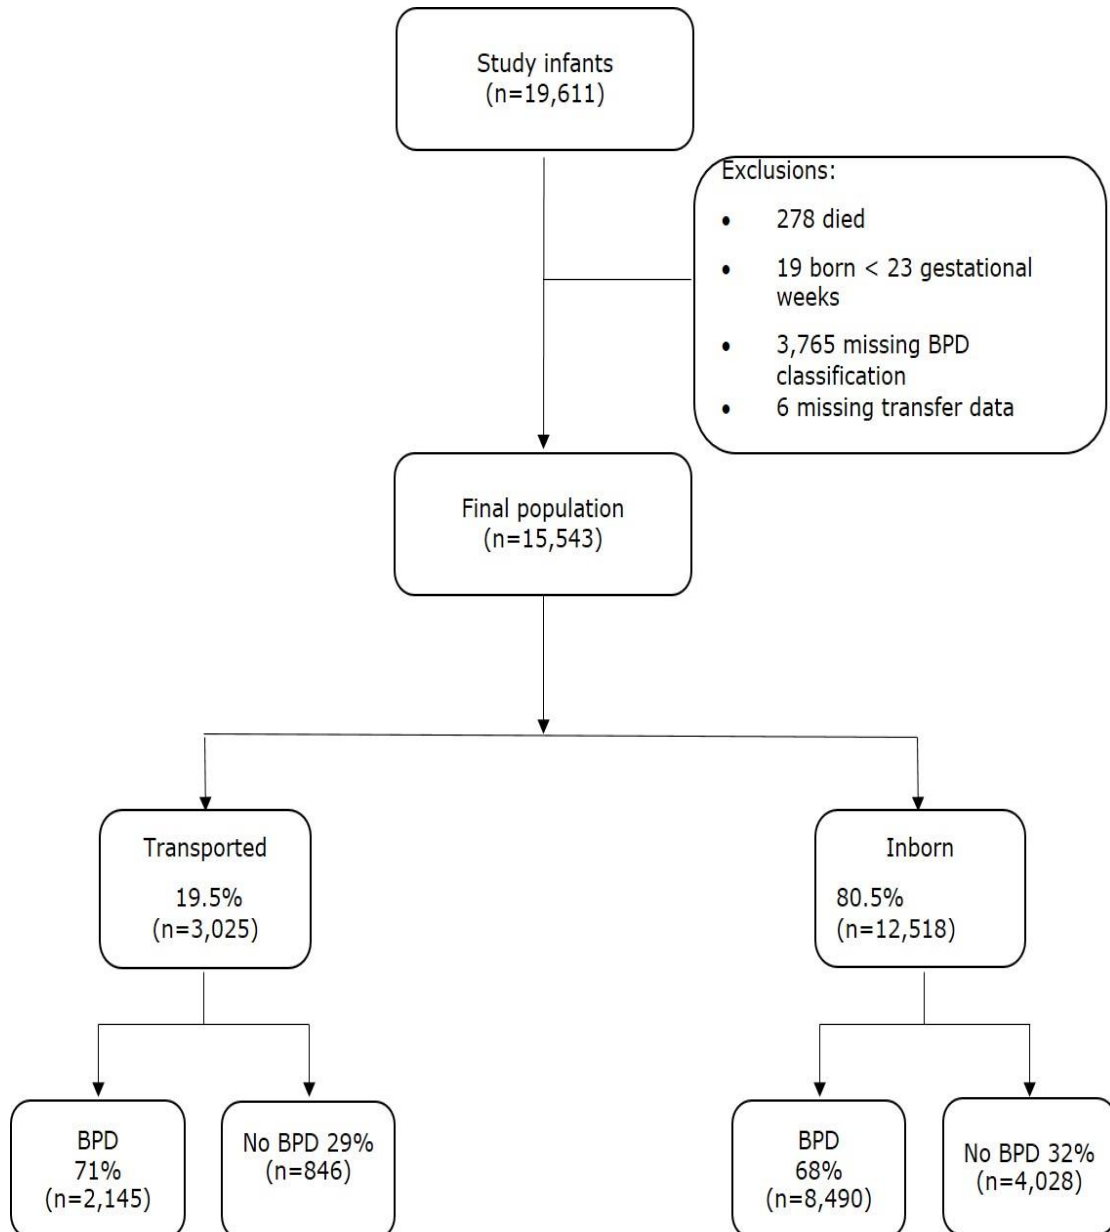 Study infants
(n=19,611)
Exclusions:
• 278 died
• 19 born < 23 gestational
weeks
• 3,765 missing BPD
classification
• 6 missing transfer data
Final population
(n=15,543)
Transported
19.5%
(n=3,025)
Inborn
80.5%
(n=12,518)
BPD
71%
(n=2,145)
No BPD 29%
(n=846)
BPD
68%
(n=8,490)
No BPD 32%
(n=4,028)